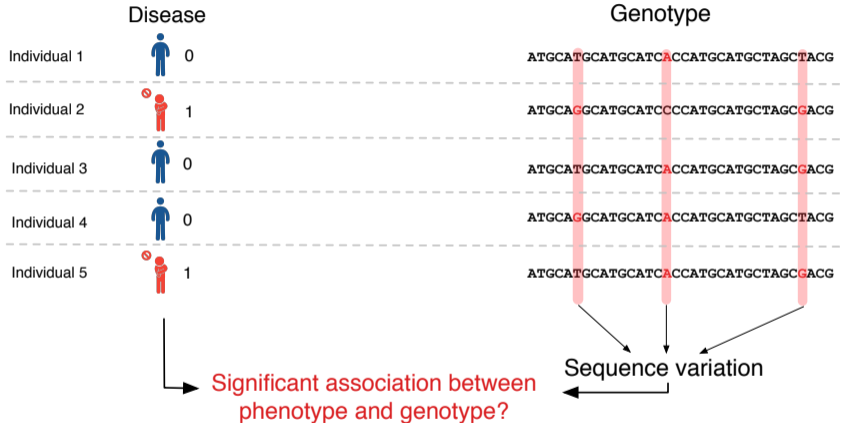 Disease Genotype
Individual 1 0 ATGCATGCATGCATCACCATGCATGCTAGCTACG
Individual 2 1 ATGCAGGCATGCATCCCCATGCATGCTAGCGACG
Individual 3 0 ATGCATGCATGCATCACCATGCATGCTAGCGACG
Individual 4 0 ATGCAGGCATGCATCACCATGCATGCTAGCTACG
Individual 5 1 ATGCATGCATGCATCACCATGCATGCTAGCGACG
Sequence variation
Significant association between
phenotype and genotype?